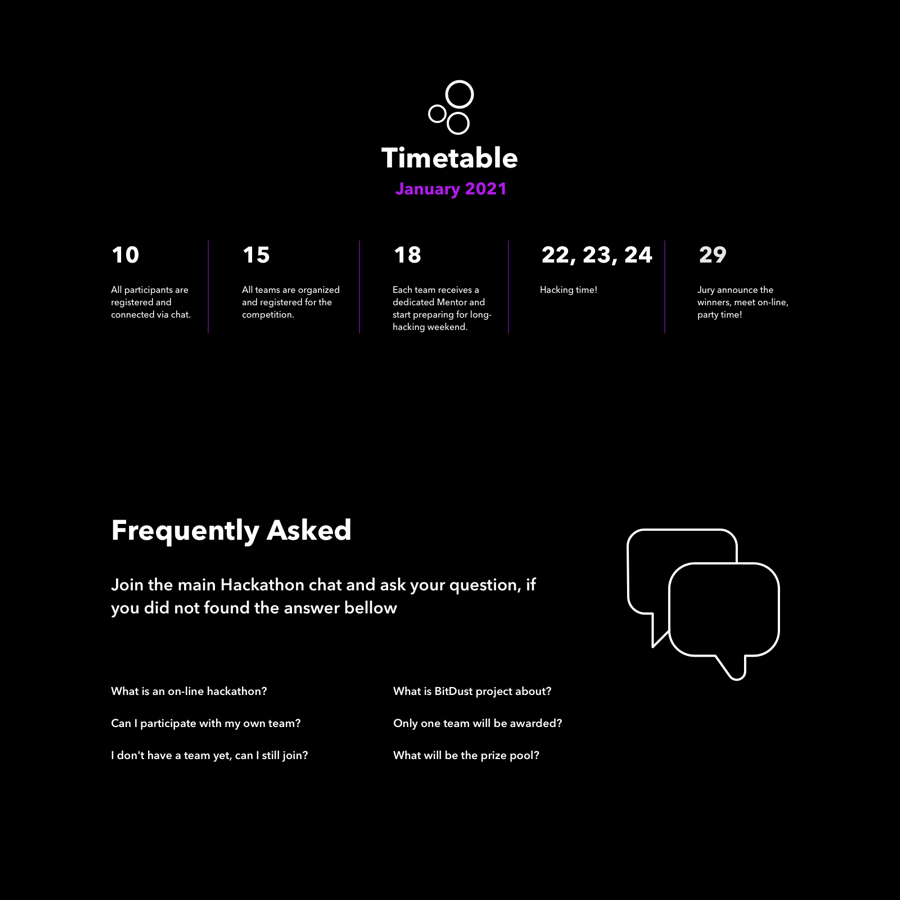 Timetable
January 2021
10
All participants are
registered and
connected via chat.
15
All teams are organized
and registered for the
competition.
18
Each team receives a
dedicated Mentor and
start preparing for long-
hacking weekend.
22, 23, 24
Hacking time!
29
Jury announce the
winners, meet on-line,
party time!
Frequently Asked
Join the main Hackathon chat and ask your question, if
you did not found the answer bellow
What is an on-line hackathon?
Can I participate with my own team?
I don't have a team yet, can I still join?
What is BitDust project about?
Only one team will be awarded?
What will be the prize pool?